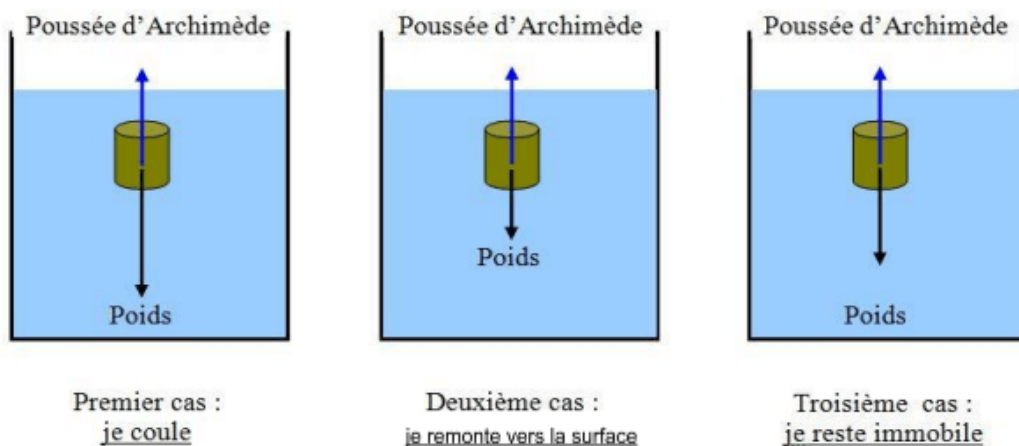 Poussée d'Archimède
Poids
Premier cas :
je coule
Poussée d'Archimède
Poids
Deuxième cas :
je remonte vers la surface
Poussée d'Archimède
Poids
Troisième cas :
je reste immobile